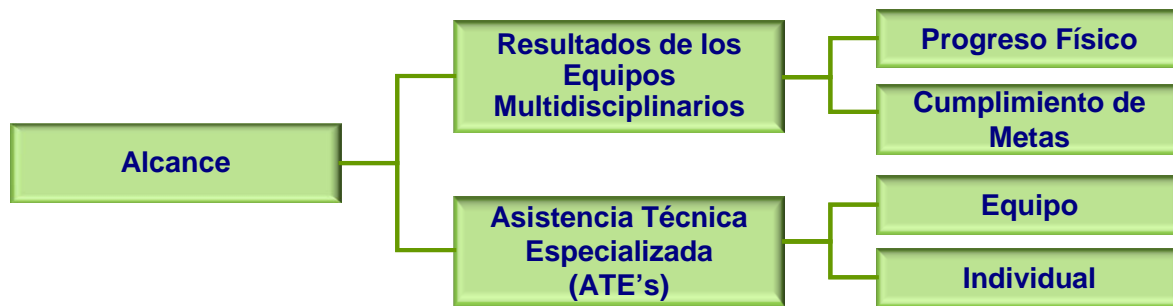 Alcance
Resultados de los
Equipos
Multidisciplinarios
Progreso Físico
Cumplimiento de
Metas
Asistencia Técnica
Especializada
(ATE’s)
Equipo
Individual